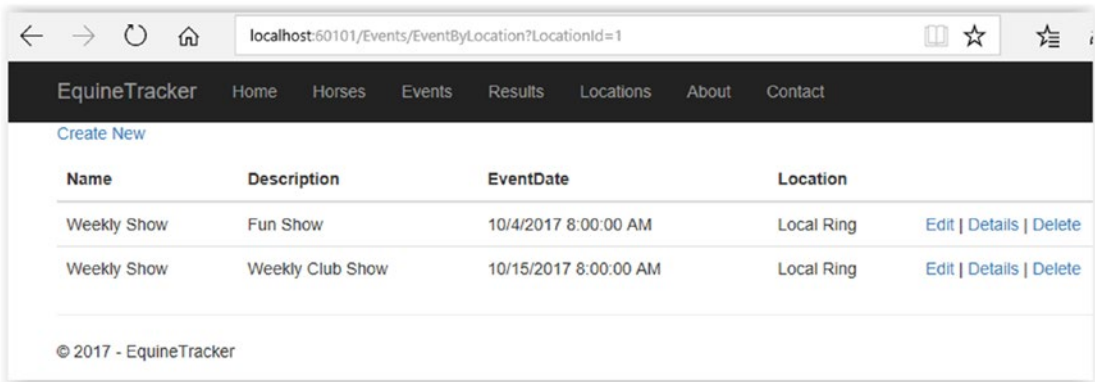 localhost:60101/Events/EventByLocation?LocationId=1
EquineTracker Home Horses Events Results Locations About Contact
Create New
Name Description EventDate Location
Weekly Show Fun Show 10/4/2017 8:00:00 AM Local Ring Edit | Details | Delete
Weekly Show Weekly Club Show 10/15/2017 8:00:00 AM Local Ring Edit | Details | Delete
© 2017 - EquineTracker